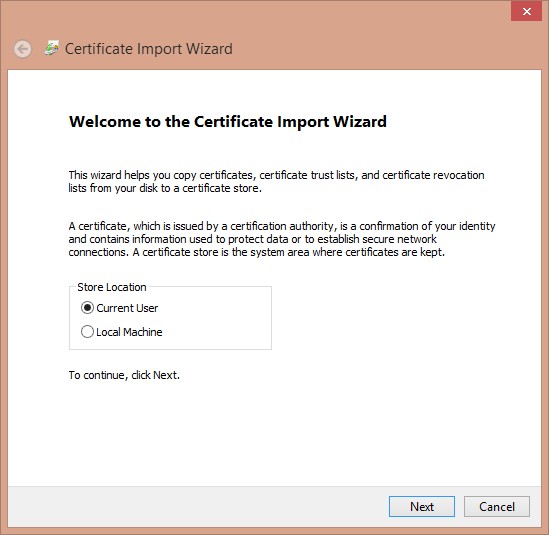 Certificate Import Wizard
Welcome to the Certificate Import Wizard
This wizard helps you copy certificates, certificate trust lists, and certificate revocation
lists from your disk to a certificate store.
A certificate, which is issued by a certification authority, is a confirmation of your identity
and contains information used to protect data or to establish secure network
connections. A certificate store is the system area where certificates are kept.
Store Location
Current User
Local Machine
To continue, click Next.
Next
Cancel